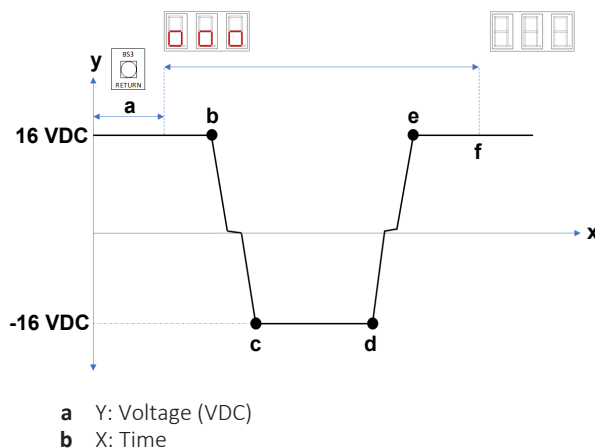 BS3
y
RETURN
a
b
e
16 VDC
f
x
-16 VDC
c
d
a Y: Voltage (VDC)
b X: Time